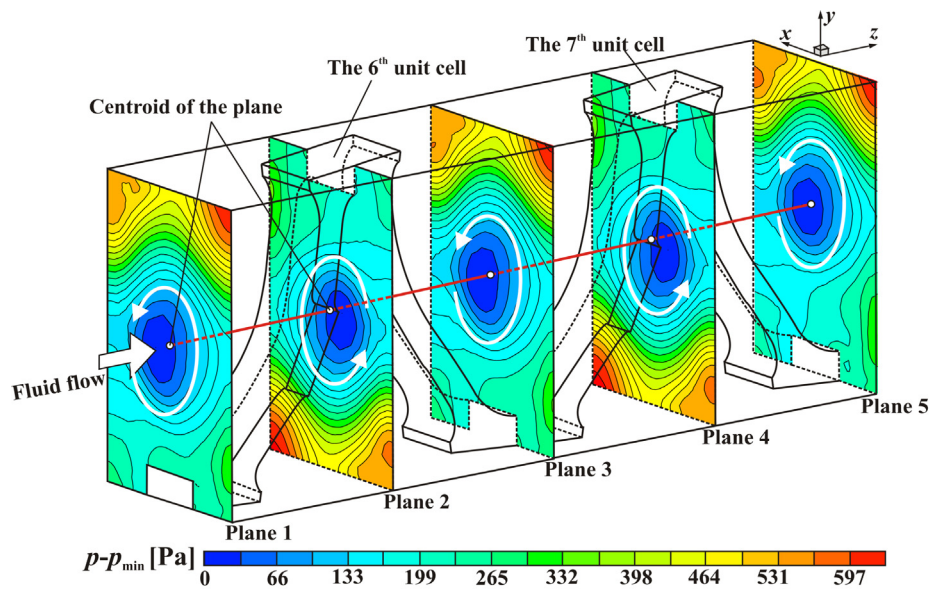 y
x
z
The 7th unit cell
The 6th unit cell
Centroid of the plane
Fluid flow
Plane 5
Plane 4
Plane 3
Plane 2
Plane 1
p-pmin [Pa]
0 66 133 199 265 332 398 464 531 597